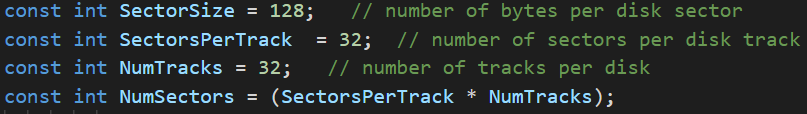 const int SectorSize = 128;   // number of bytes per disk sector
const int SectorsPerTrack  = 32;  // number of sectors per disk track
const int NumTracks = 32;   // number of tracks per disk
const int NumSectors = (SectorsPerTrack * NumTracks);